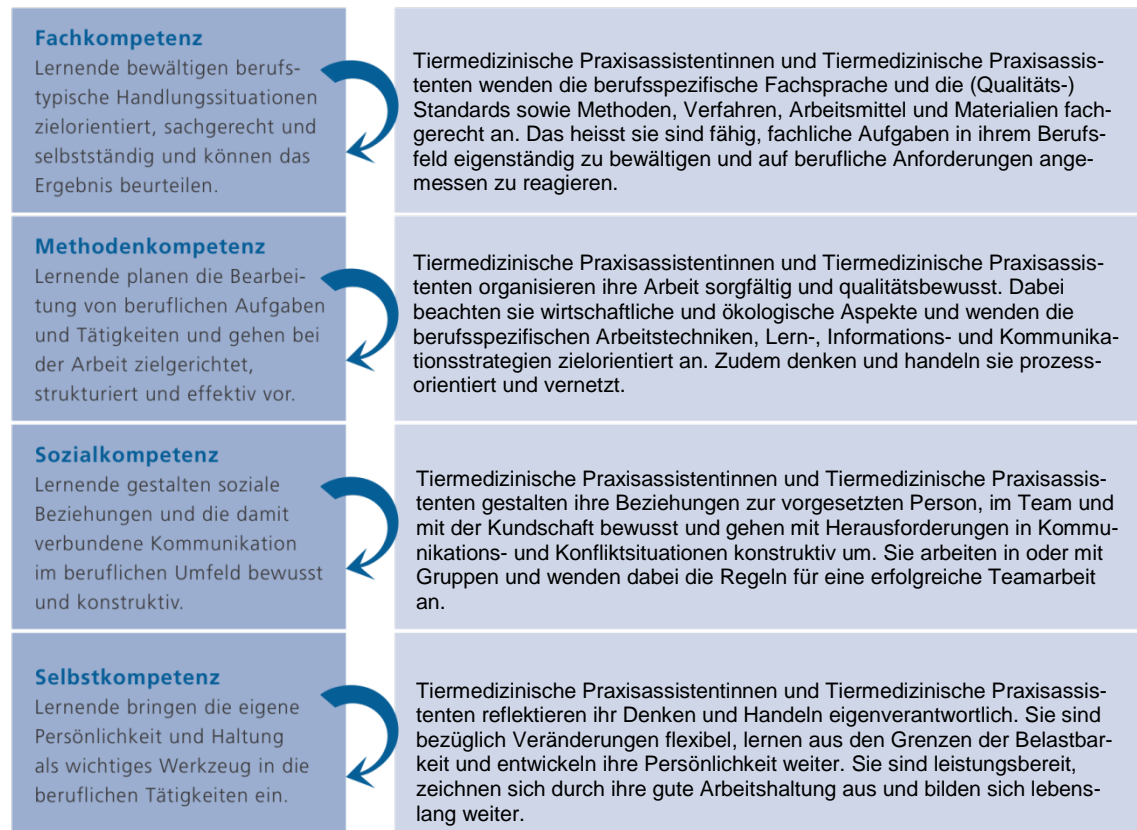 Fachkompetenz
Lernende bewältigen berufs-
typische Handlungssituationen
zielorientiert, sachgerecht und
selbstständig und können das
Ergebnis beurteilen.
Tiermedizinische Praxisassistentinnen und Tiermedizinische Praxisassis-
tenten wenden die berufsspezifische Fachsprache und die (Qualitäts-)
Standards sowie Methoden, Verfahren, Arbeitsmittel und Materialien fach-
gerecht an. Das heisst sie sind fähig, fachliche Aufgaben in ihrem Berufs-
feld eigenständig zu bewältigen und auf berufliche Anforderungen ange-
messen zu reagieren.
Methodenkompetenz
Lernende planen die Bearbei-
tung von beruflichen Aufgaben
und Tätigkeiten und gehen bei
der Arbeit zielgerichtet,
strukturiert und effektiv vor.
Tiermedizinische Praxisassistentinnen und Tiermedizinische Praxisassis-
tenten organisieren ihre Arbeit sorgfältig und qualitätsbewusst. Dabei
beachten sie wirtschaftliche und ökologische Aspekte und wenden die
berufsspezifischen Arbeitstechniken, Lern-, Informations- und Kommunika-
tionsstrategien zielorientiert an. Zudem denken und handeln sie prozess-
orientiert und vernetzt.
Sozialkompetenz
Lernende gestalten soziale
Beziehungen und die damit
verbundene Kommunikation
im beruflichen Umfeld bewusst
und konstruktiv.
Tiermedizinische Praxisassistentinnen und Tiermedizinische Praxisassis-
tenten gestalten ihre Beziehungen zur vorgesetzten Person, im Team und
mit der Kundschaft bewusst und gehen mit Herausforderungen in Kommu-
nikations- und Konfliktsituationen konstruktiv um. Sie arbeiten in oder mit
Gruppen und wenden dabei die Regeln für eine erfolgreiche Teamarbeit
an.
Selbstkompetenz
Lernende bringen die eigene
Persönlichkeit und Haltung
als wichtiges Werkzeug in die
beruflichen Tätigkeiten ein.
Tiermedizinische Praxisassistentinnen und Tiermedizinische Praxisassis-
tenten reflektieren ihr Denken und Handeln eigenverantwortlich. Sie sind
bezüglich Veränderungen flexibel, lernen aus den Grenzen der Belastbar-
keit und entwickeln ihre Persönlichkeit weiter. Sie sind leistungsbereit,
zeichnen sich durch ihre gute Arbeitshaltung aus und bilden sich lebens-
lang weiter.